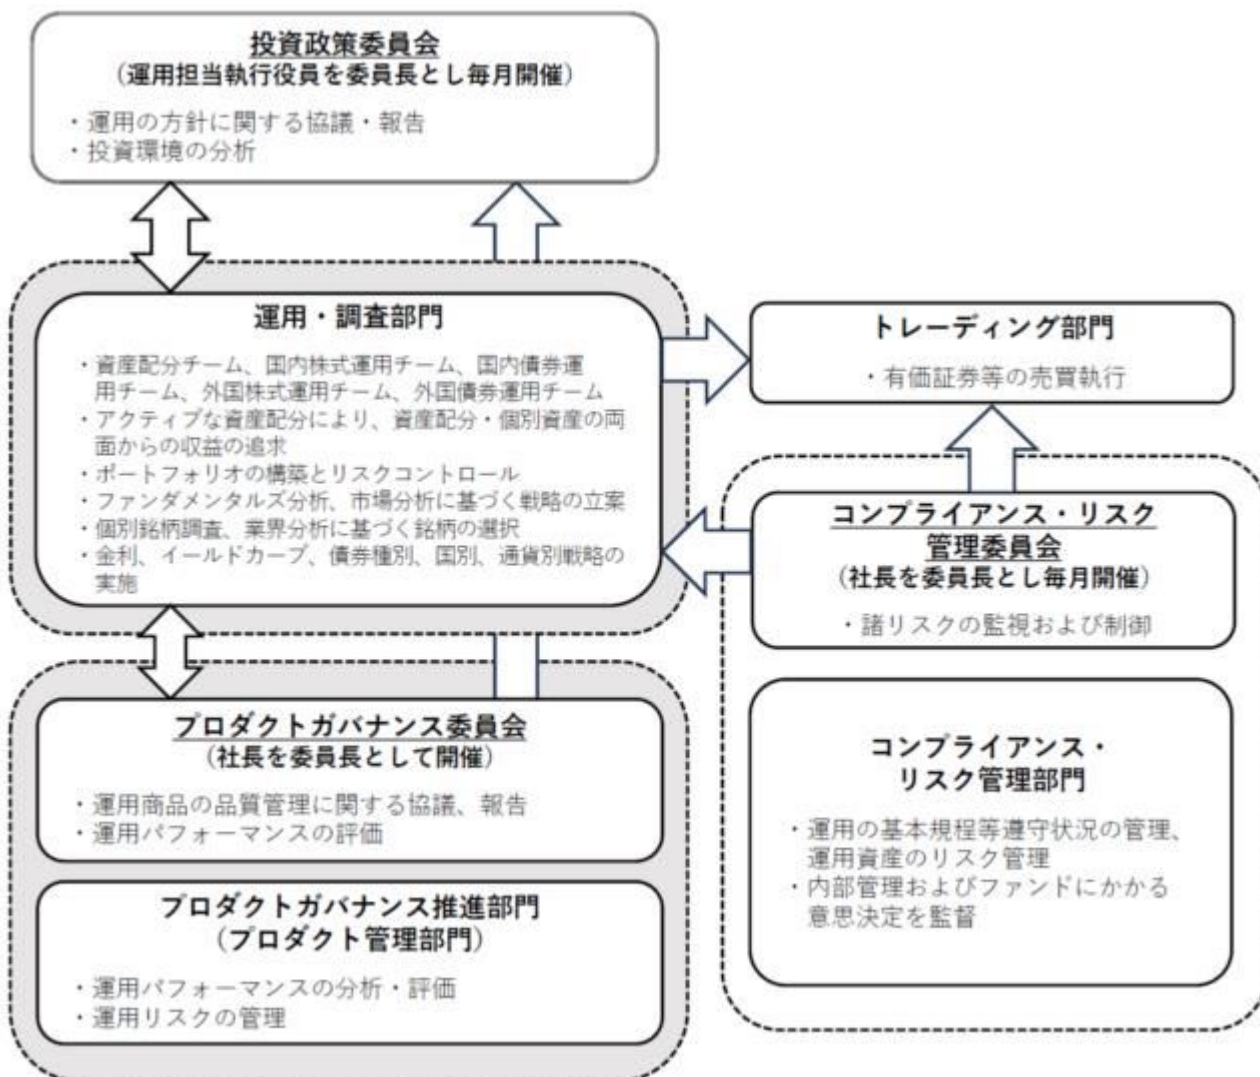 投資政策委員会
（運用担当執行役員を委員長とし毎月開催）
・運用の方針に関する協議・報告
・投資環境の分析
運用・調査部門
・資産配分チーム、国内株式運用チーム、国内債券運
用チーム、外国株式運用チーム、外国債券運用チーム
・アクティブな資産配分により、資産配分・個別資産の両
面からの収益の追求
・ポートフォリオの構築とリスクコントロール
・ファンダメンタルズ分析、市場分析に基づく戦略の立案
・個別銘柄調査、業界分析に基づく銘柄の選択
・金利、イールドカーブ、債券種別、国別、通貨別戦略の
実施
トレーディング部門
・有価証券等の売買執行
コンプライアンス・リスク
管理委員会
（社長を委員長とし毎月開催）
・諸リスクの監視および制御
プロダクトガバナンス委員会
（社長を委員長として開催）
・運用商品の品質管理に関する協議、報告
・運用パフォーマンスの評価
プロダクトガバナンス推進部門
（プロダクト管理部門）
・運用パフォーマンスの分析・評価
・運用リスクの管理
コンプライアンス・
リスク管理部門
・運用の基本規程等遵守状況の管理、
運用資産のリスク管理
・内部管理およびファンドにかかる
意思決定を監督